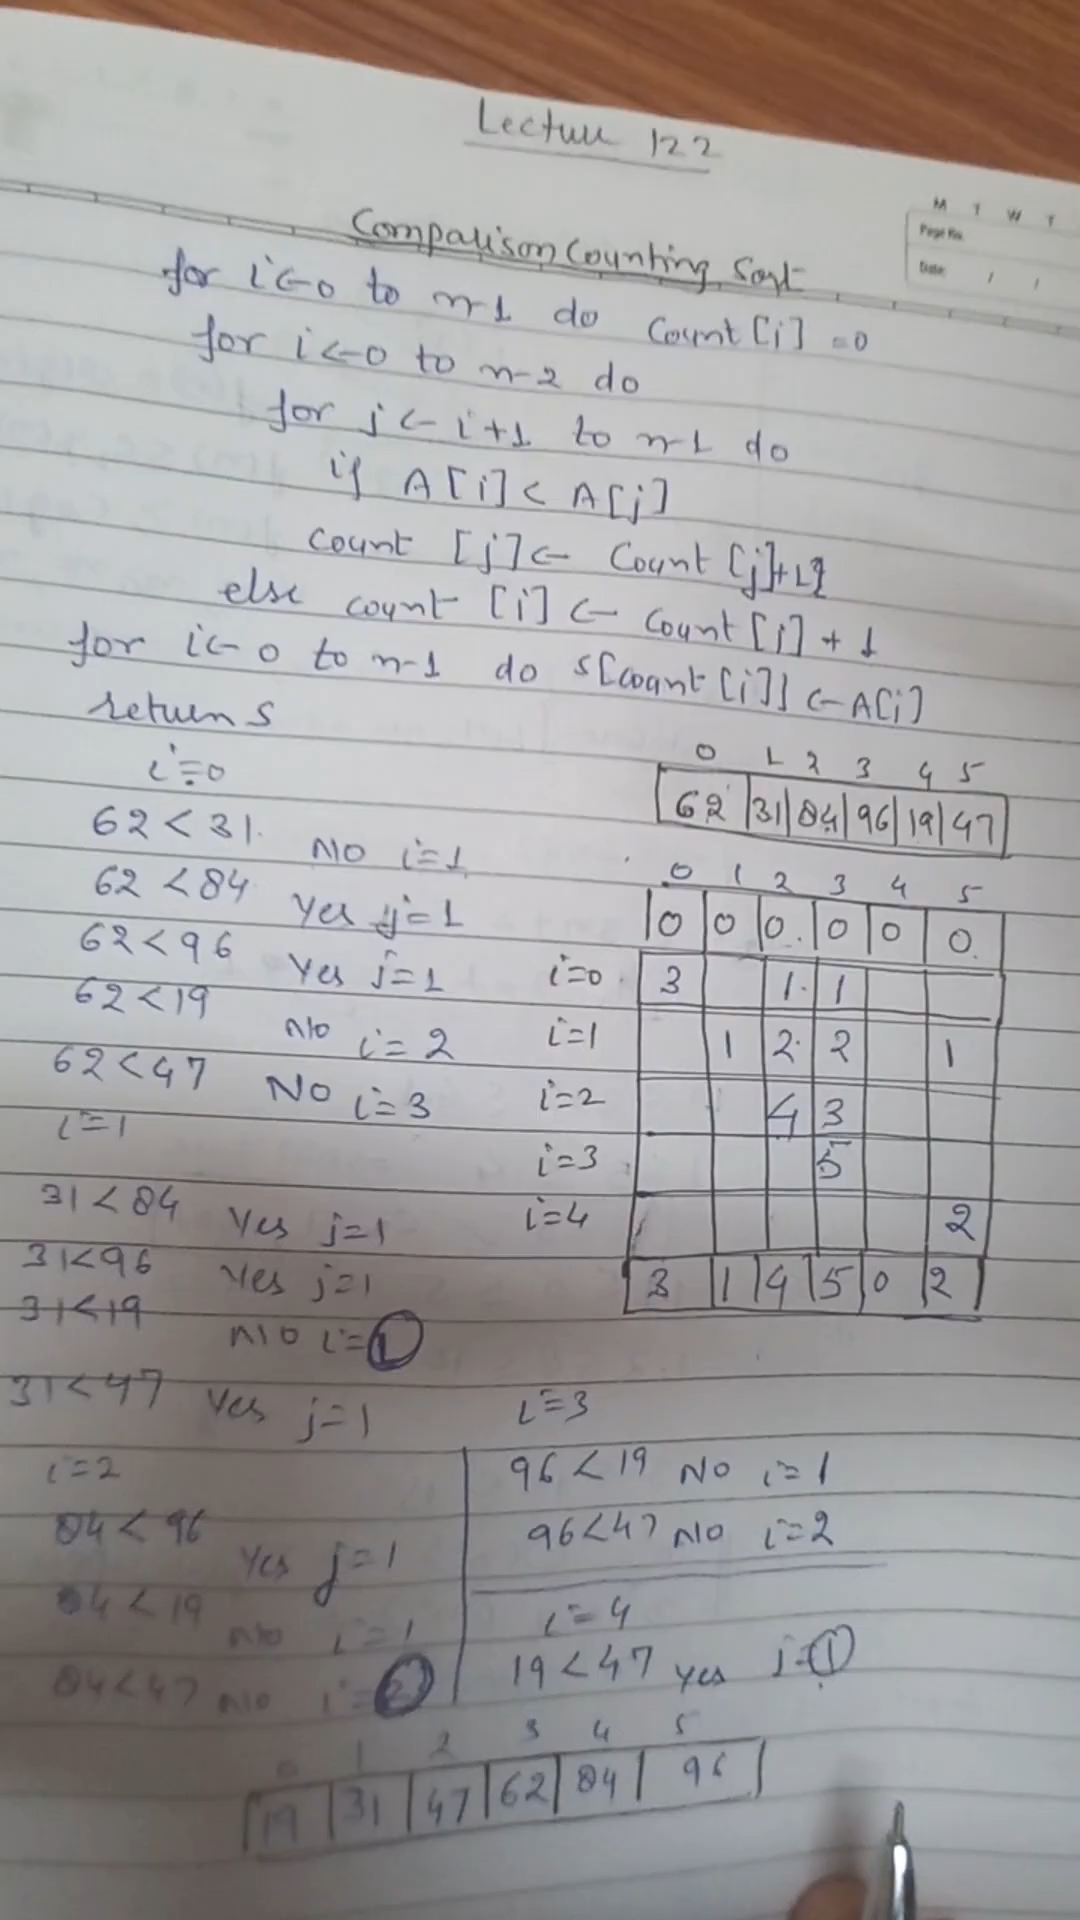 Lecture 122
M T W T
Page No.
Date / /
Comparison Counting Sort
for i←0 to n-1 do Count[i]=0
for i←0 to n-2 do
for j←i+1 to n-1 do
if A[i] < A[j]
Count [j]← Count [j]+1}
else count [i]← Count [i]+1
for i←0 to n-1 do S[count[i]]←A[i]
return S
i=0
0 1 2 3 4 5
62 31 84 96 19 47
62<31 No i=1
62<84 Yes j=1
62<96 Yes j=1
62<19 No i=2
62<47 No i=3
0 1 2 3 4 5
0 0 0 0 0 0
i=0 3 1 1
i=1 1 2 2 1
i=2 4 3
i=3 5
i=4 2
3 1 4 5 0 2
i=1
31<84 Yes j=1
31<96 Yes j=1
31<19 No i=1
31<47 Yes j=1
i=2
84<96 Yes j=1
84<19 No i=1
84<47 No i=2
i=3
96<19 No i=1
96<47 No i=2
i=4
19<47 Yes j=1
0 1 2 3 4 5
19 31 47 62 84 96